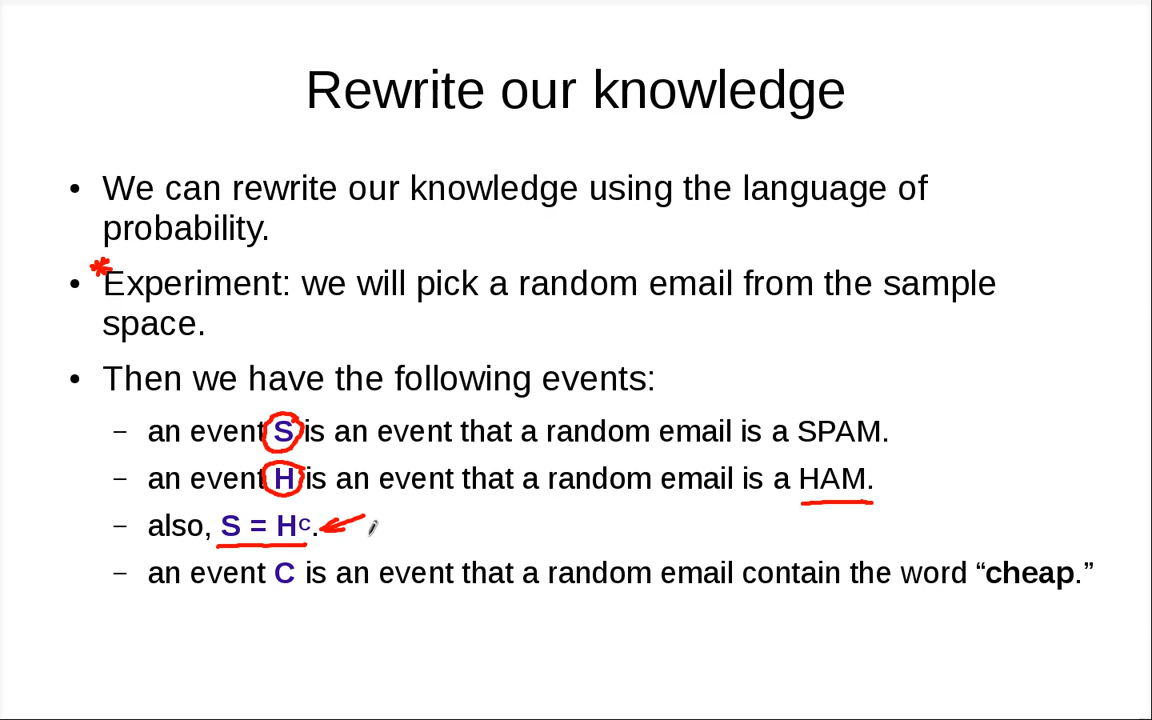 Rewrite our knowledge
• We can rewrite our knowledge using the language of
probability.
• *Experiment: we will pick a random email from the sample
space.
• Then we have the following events:
– an event S is an event that a random email is a SPAM.
– an event H is an event that a random email is a HAM.
– also, S = Hᶜ.
– an event C is an event that a random email contain the word “cheap.”